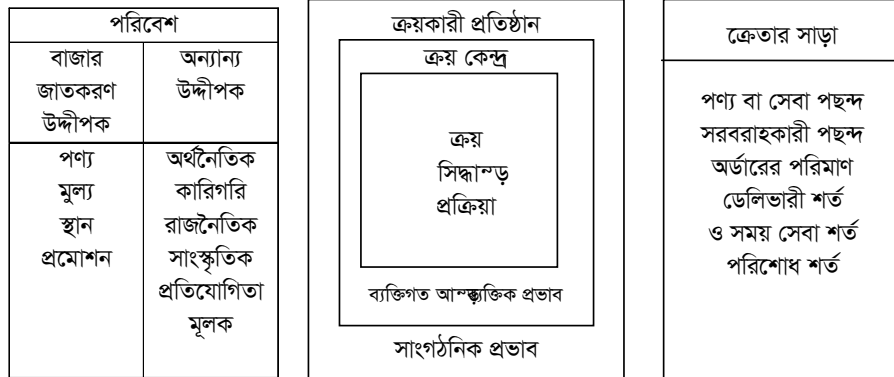 পরিবেশ
বাজার
জাতকরণ
উদ্দীপক
অন্যান্য
উদ্দীপক
পণ্য
মুল্য
স্থান
প্রমোশন
অর্থনৈতিক
কারিগরি
রাজনৈতিক
সাংস্কৃতিক
প্রতিযোগিতা
মূলক
ক্রয়কারী প্রতিষ্ঠান
ক্রয় কেন্দ্র
ক্রয়
সিদ্ধান্ড়
প্রক্রিয়া
ব্যক্তিগত প্রভাব
সাংগঠনিক প্রভাব
ক্রেতার সাড়া
পণ্য বা সেবা পছন্দ
সরবরাহকারী পছন্দ
অর্ডারের পরিমাণ
ডেলিভারী শর্ত
ও সময় সেবা শর্ত
পরিশোধ শর্ত